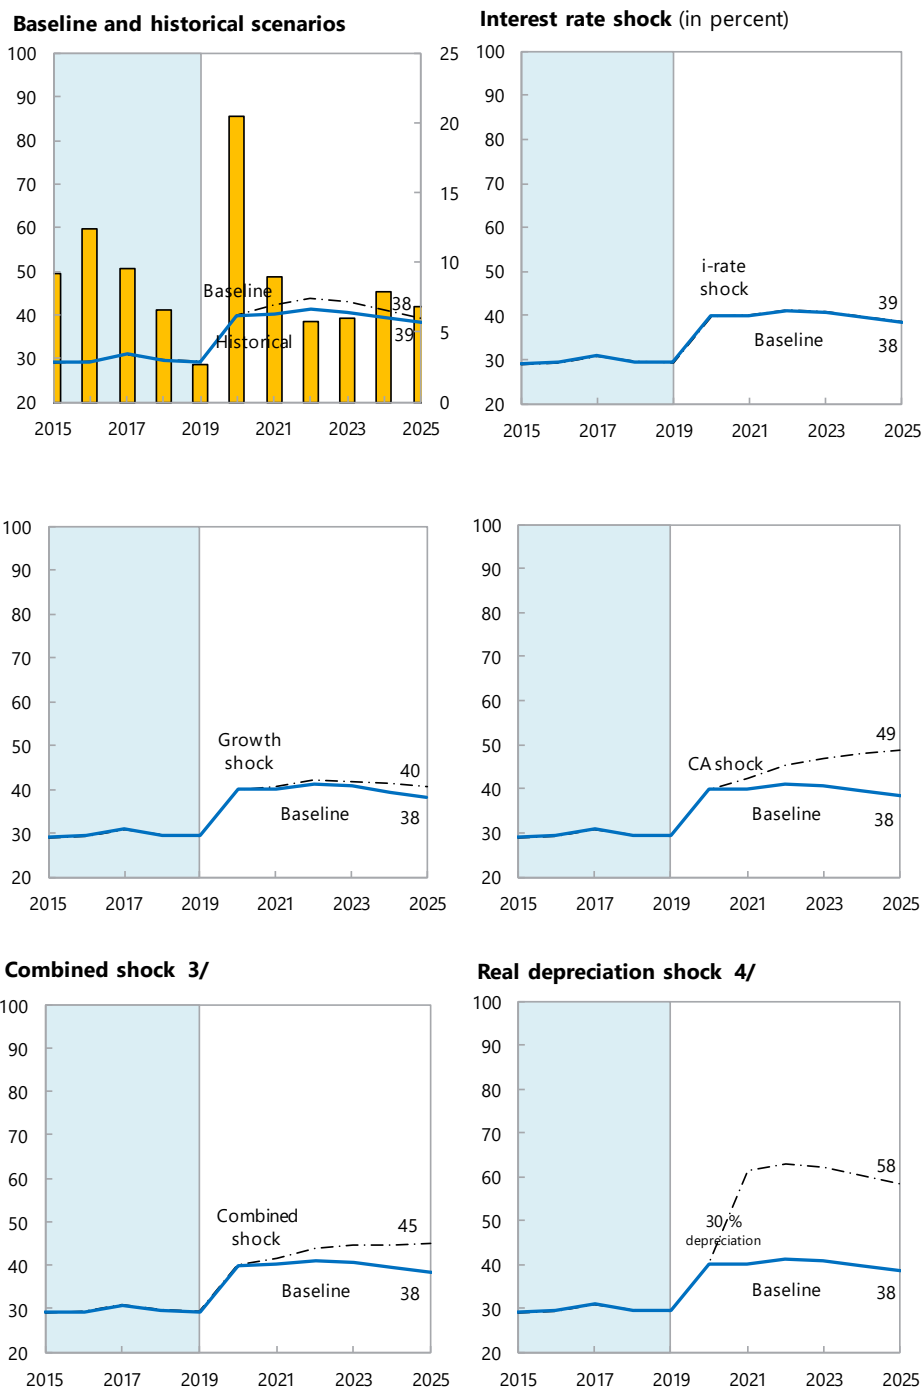 Baseline and historical scenarios
100
90
80
70
60
50
40
30
20
25
20
15
10
5
0
Baseline
Historical
38
39
2015 2017 2019 2021 2023 2025
Interest rate shock (in percent)
100
90
80
70
60
50
40
30
20
i-rate
shock
Baseline
39
38
2015 2017 2019 2021 2023 2025
100
90
80
70
60
50
40
30
20
Growth
shock
Baseline
40
38
2015 2017 2019 2021 2023 2025
100
90
80
70
60
50
40
30
20
CA shock
Baseline
49
38
2015 2017 2019 2021 2023 2025
Combined shock 3/
100
90
80
70
60
50
40
30
20
Combined
shock
Baseline
45
38
2015 2017 2019 2021 2023 2025
Real depreciation shock 4/
100
90
80
70
60
50
40
30
20
30 %
depreciation
Baseline
58
38
2015 2017 2019 2021 2023 2025